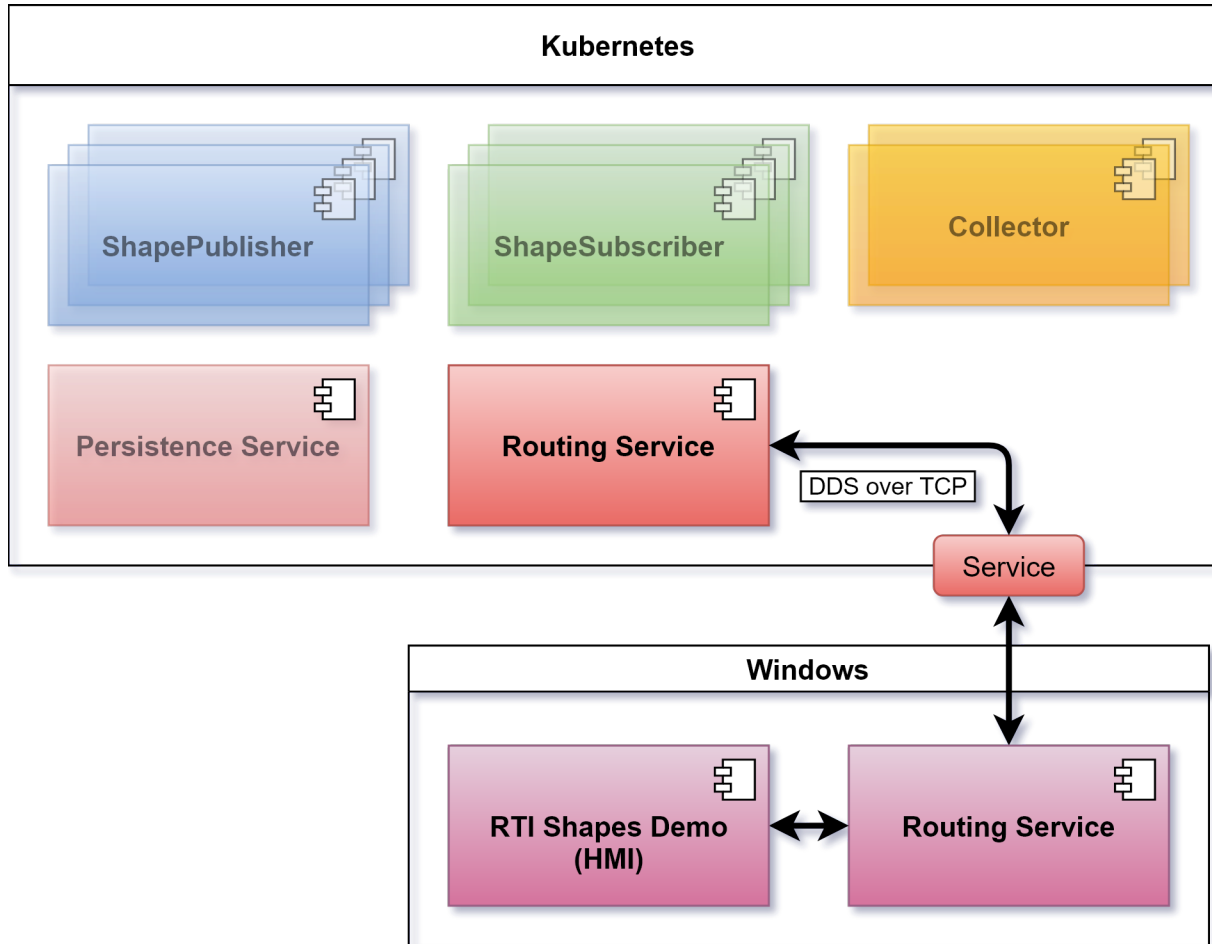 Kubernetes
ShapePublisher
ShapeSubscriber
Collector
Persistence Service
Routing Service
DDS over TCP
Service
Windows
RTI Shapes Demo
(HMI)
Routing Service